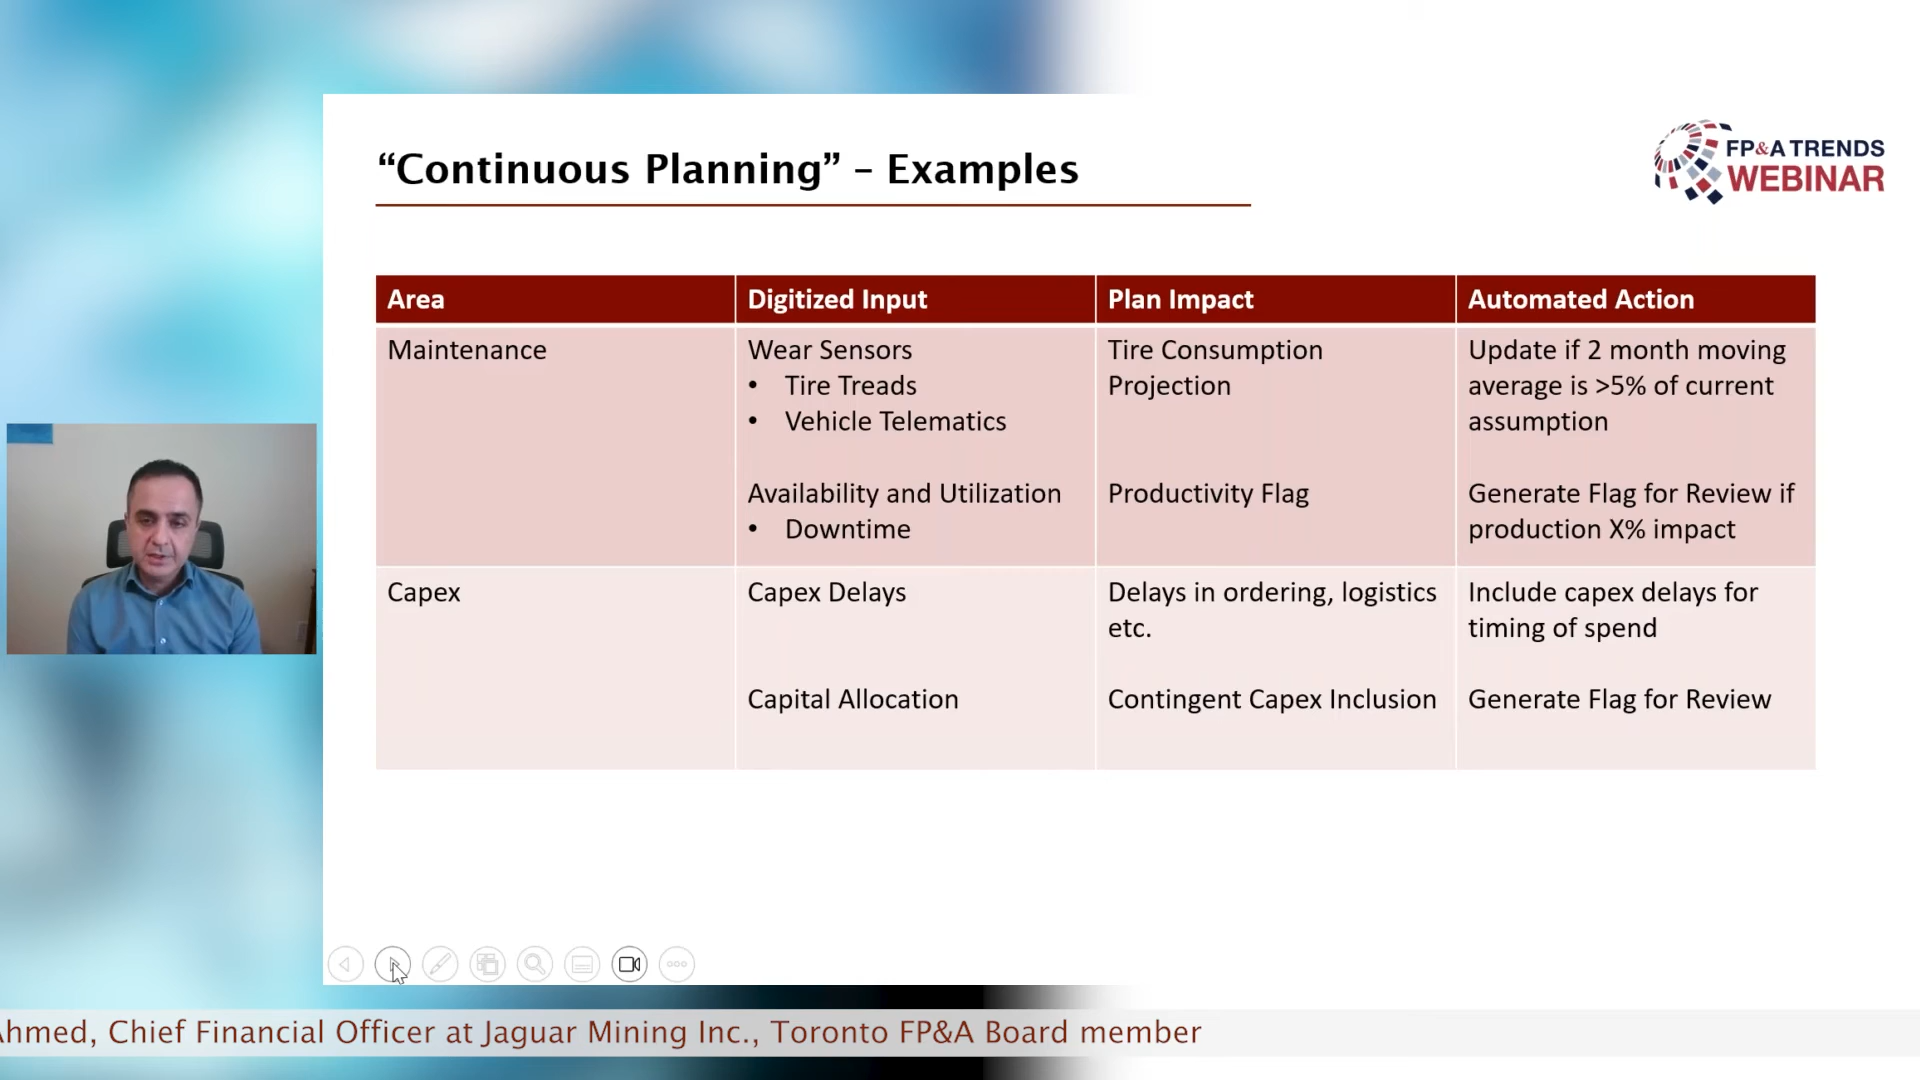 “Continuous Planning” – Examples
FP&A TRENDS
WEBINAR
Area
Digitized Input
Plan Impact
Automated Action
Maintenance
Wear Sensors
• Tire Treads
• Vehicle Telematics
Availability and Utilization
• Downtime
Tire Consumption
Projection
Productivity Flag
Update if 2 month moving
average is >5% of current
assumption
Generate Flag for Review if
production X% impact
Capex
Capex Delays
Capital Allocation
Delays in ordering, logistics
etc.
Contingent Capex Inclusion
Include capex delays for
timing of spend
Generate Flag for Review
Ahmed, Chief Financial Officer at Jaguar Mining Inc., Toronto FP&A Board member